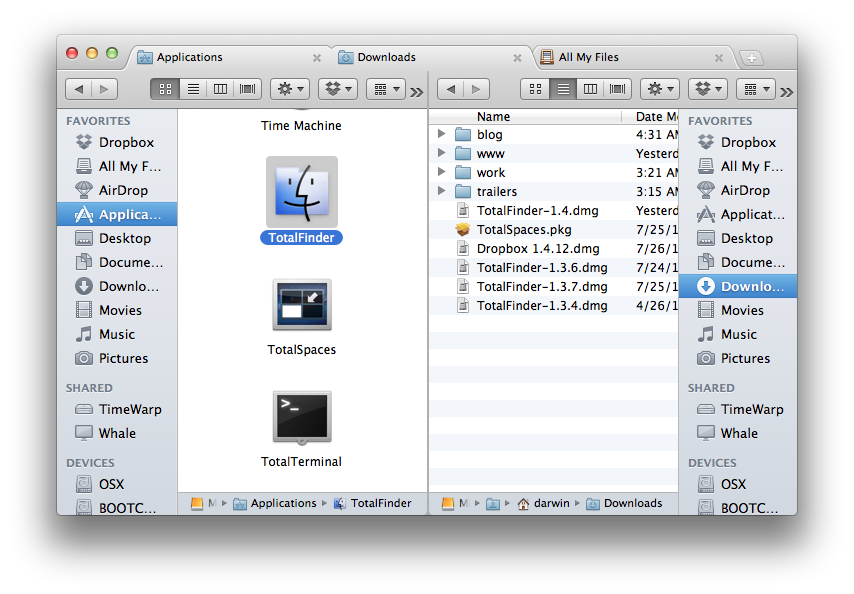 Applications
Downloads
All My Files
FAVORITES
Dropbox
All My F...
AirDrop
Applica...
Desktop
Docume...
Downlo...
Movies
Music
Pictures
SHARED
TimeWarp
Whale
DEVICES
OSX
BOOTC...
Time Machine
TotalFinder
TotalSpaces
TotalTerminal
M Applications TotalFinder
Name Date M
blog 4:31 AM
www Yesterd
work 3:21 AM
trailers 3:15 AM
TotalFinder-1.4.dmg Yesterd
TotalSpaces.pkg 7/25/1
Dropbox 1.4.12.dmg 7/26/1
TotalFinder-1.3.6.dmg 7/24/1
TotalFinder-1.3.7.dmg 7/25/1
TotalFinder-1.3.4.dmg 4/26/1
M darwin Downloads
FAVORITES
Dropbox
All My F...
AirDrop
Applicat...
Desktop
Docume...
Downlo...
Movies
Music
Pictures
SHARED
TimeWarp
Whale
DEVICES
OSX
BOOTC...